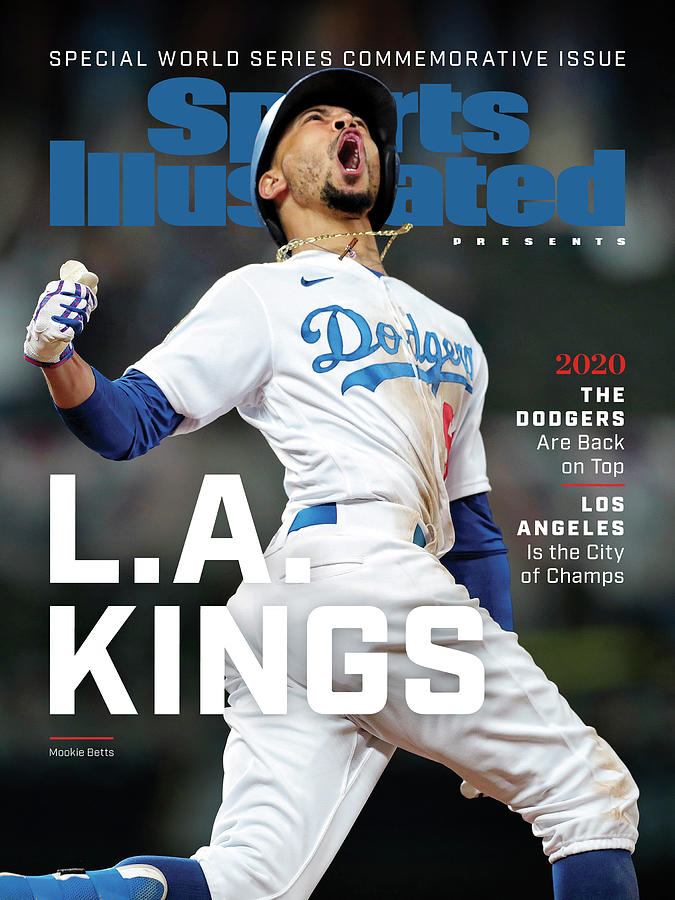 SPECIAL WORLD SERIES COMMEMORATIVE ISSUE
Sports
Illustrated
PRESENTS
Dodgers
5
2020
THE
DODGERS
Are Back
on Top
LOS
ANGELES
Is the City
of Champs
L.A.
KINGS
Mookie Betts